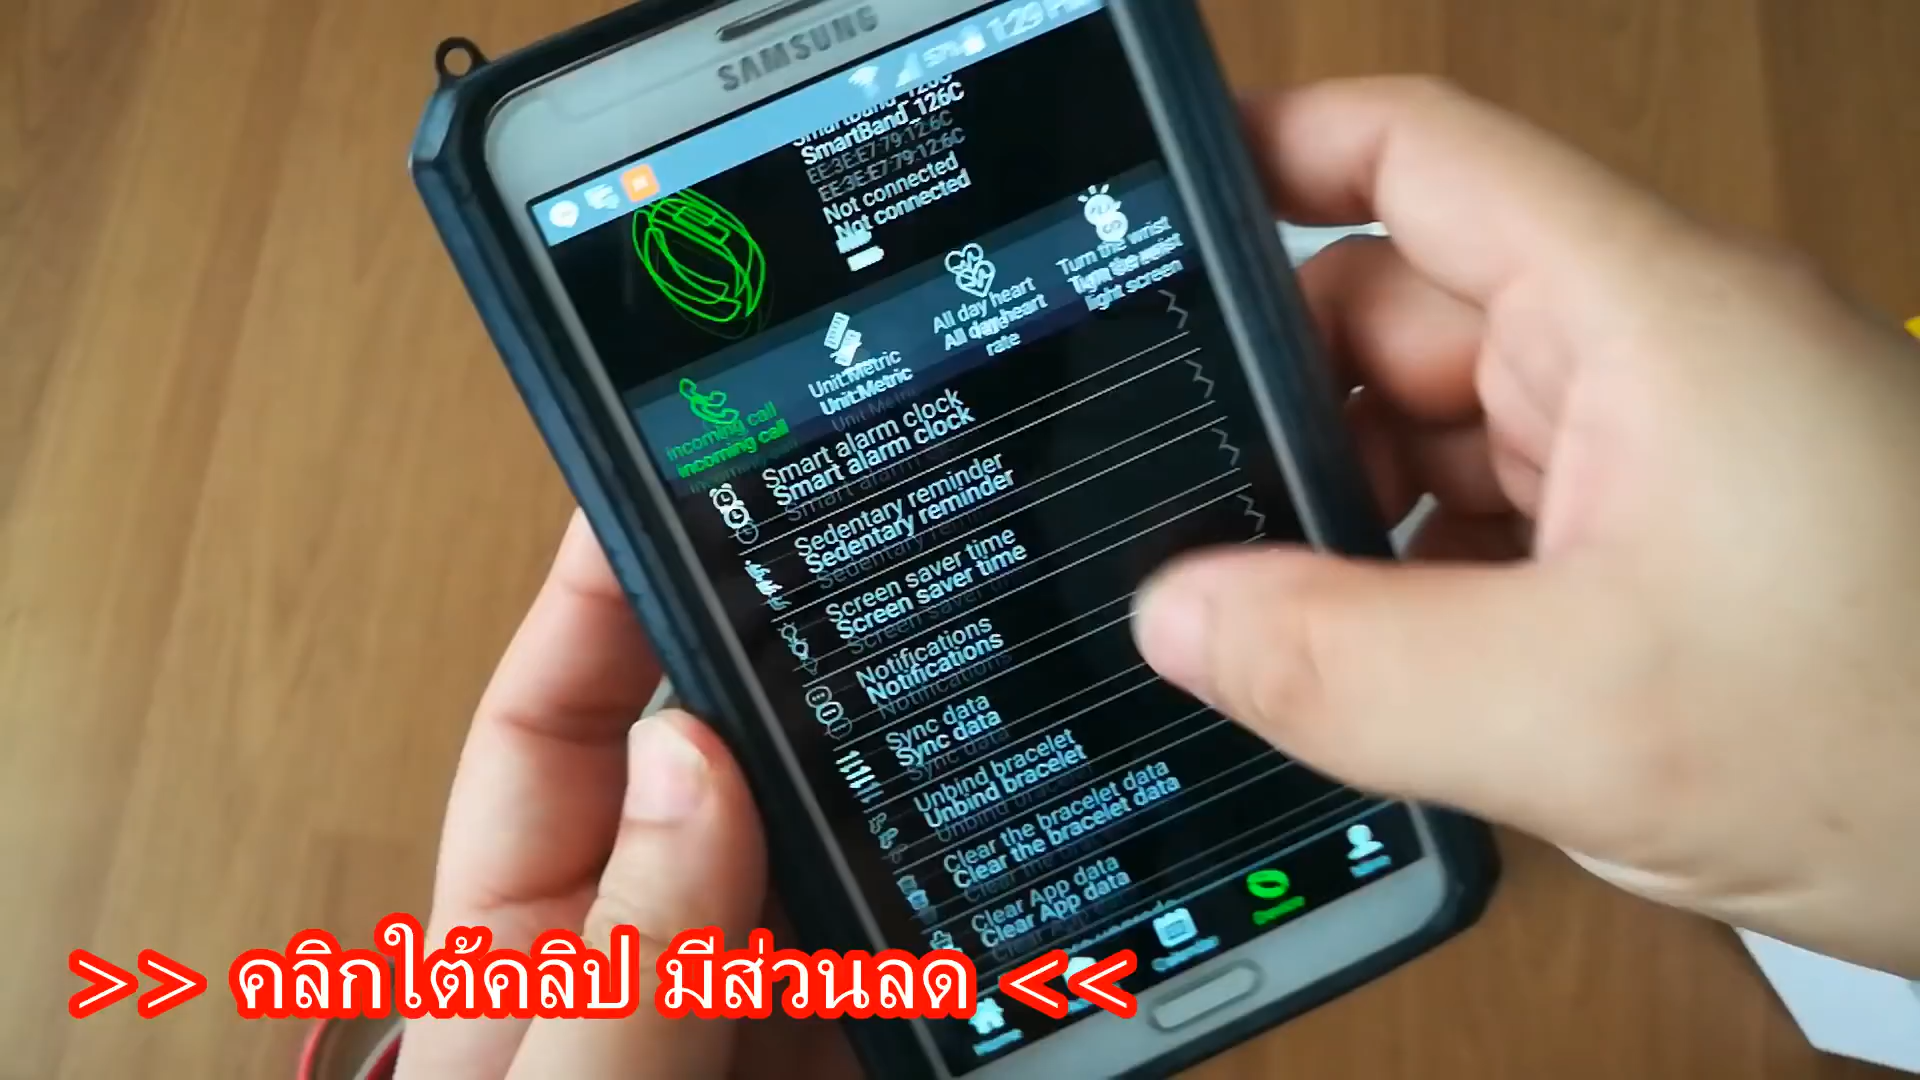 SAMSUNG
SmartBand_126C
EE:3E:E7:79:12:6C
Not connected
Incoming call
Unit:Metric
All day heart
rate
Turn the wrist
light screen
Smart alarm clock
Sedentary reminder
Screen saver time
Notifications
Sync data
Unbind bracelet
Clear the bracelet data
Clear App data
>> คลิกใต้คลิป มีส่วนลด <<